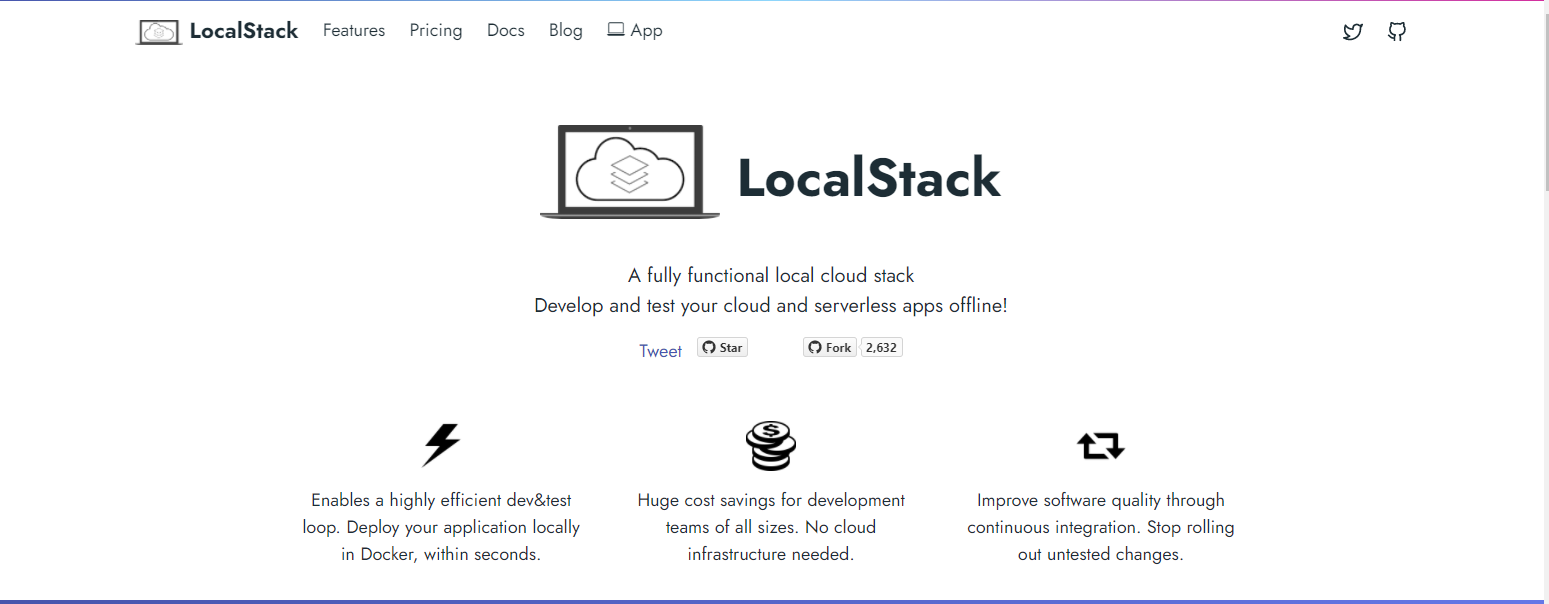 LocalStack Features Pricing Docs Blog App
LocalStack
A fully functional local cloud stack
Develop and test your cloud and serverless apps offline!
Tweet Star Fork 2,632
Enables a highly efficient dev&test
loop. Deploy your application locally
in Docker, within seconds.
Huge cost savings for development
teams of all sizes. No cloud
infrastructure needed.
Improve software quality through
continuous integration. Stop rolling
out untested changes.